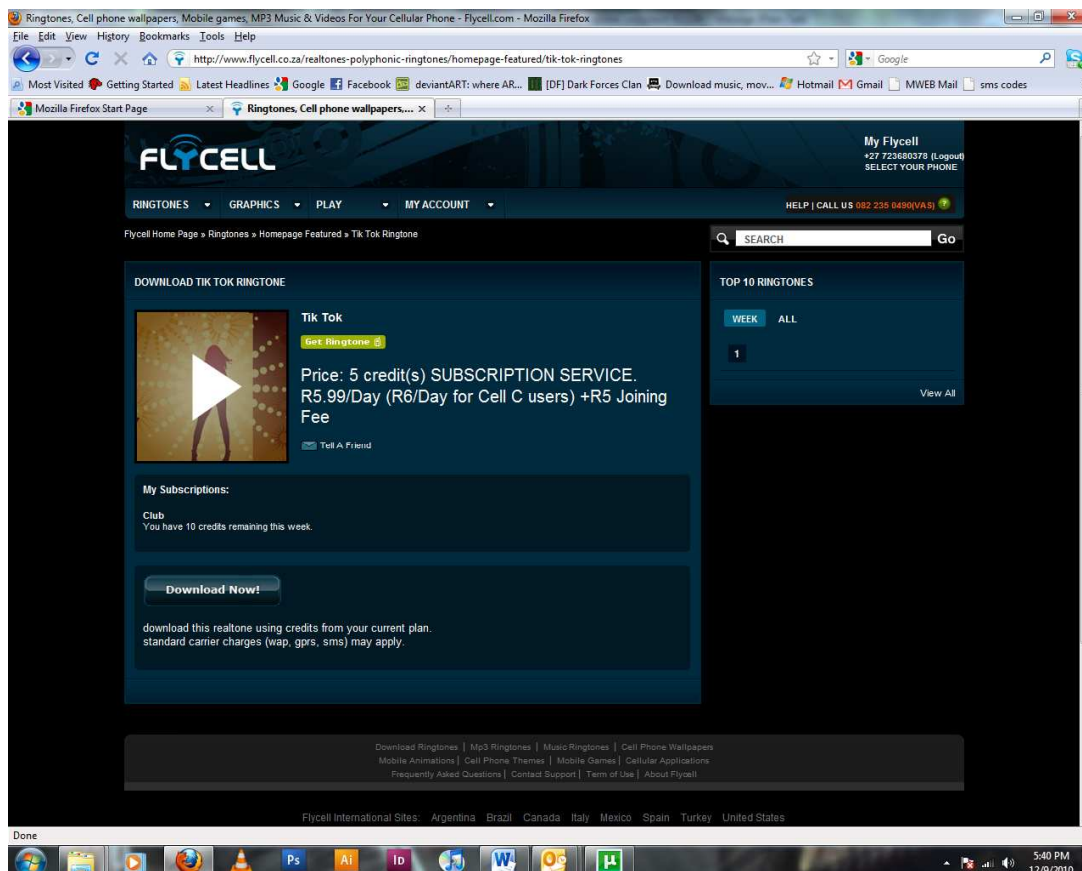 Ringtones, Cell phone wallpapers, Mobile games, MP3 Music & Videos For Your Cellular Phone - Flycell.com - Mozilla Firefox
File Edit View History Bookmarks Tools Help
http://www.flycell.co.za/realtones-polyphonic-ringtones/homepage-featured/tik-tok-ringtones
Google
Most Visited Getting Started Latest Headlines Google Facebook deviantART: where AR... [DF] Dark Forces Clan Download music, mov... Hotmail Gmail MWEB Mail sms codes
Mozilla Firefox Start Page
Ringtones, Cell phone wallpapers,...
FLYCELL
My Flycell
+27 723680378 (Logout)
SELECT YOUR PHONE
RINGTONES GRAPHICS PLAY MY ACCOUNT
HELP | CALL US 082 235 0490(VAS)
Flycell Home Page » Ringtones » Homepage Featured » Tik Tok Ringtone
SEARCH Go
DOWNLOAD TIK TOK RINGTONE
Tik Tok
Get Ringtone
Price: 5 credit(s) SUBSCRIPTION SERVICE.
R5.99/Day (R6/Day for Cell C users) +R5 Joining
Fee
Tell A Friend
My Subscriptions:
Club
You have 10 credits remaining this week.
Download Now!
download this realtone using credits from your current plan.
standard carrier charges (wap, gprs, sms) may apply.
TOP 10 RINGTONES
WEEK ALL
1
View All
Download Ringtones | Mp3 Ringtones | Music Ringtones | Cell Phone Wallpapers
Mobile Animations | Cell Phone Themes | Mobile Games | Cellular Applications
Frequently Asked Questions | Contact Support | Term of Use | About Flycell
Flycell International Sites: Argentina Brazil Canada Italy Mexico Spain Turkey United States
Done
Ps Ai ID W O µ
5:40 PM
12/9/2010